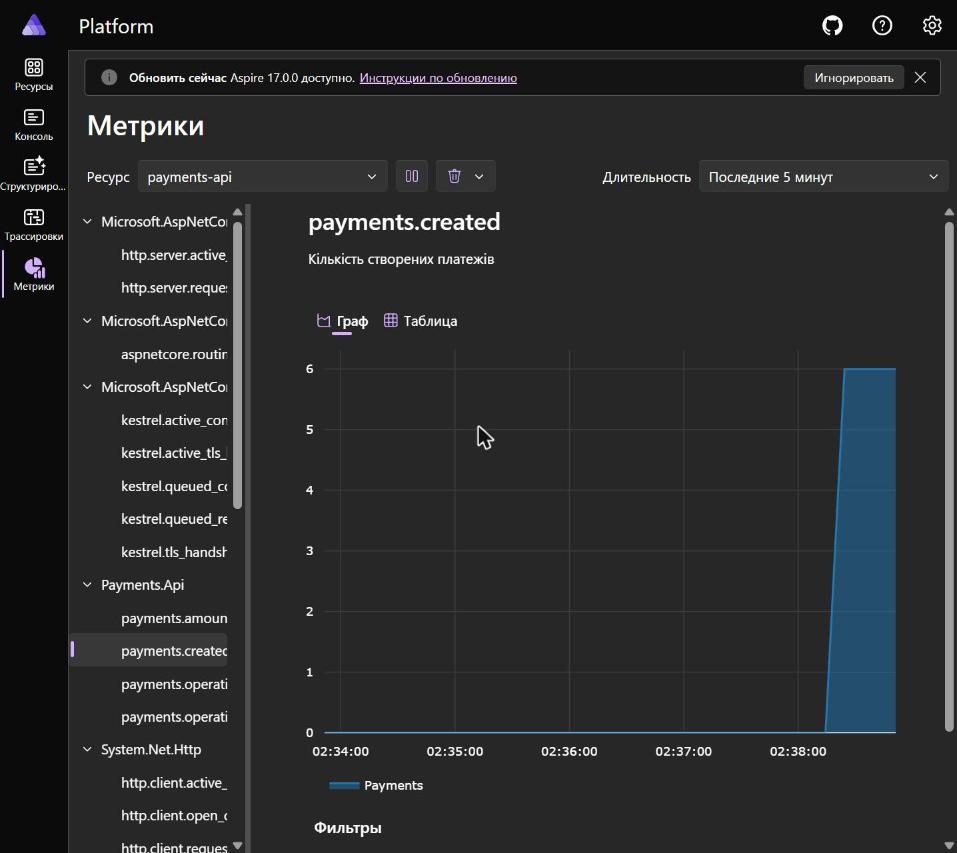 Platform
Обновить сейчас Aspire 17.0.0 доступно. Инструкции по обновлению
Игнорировать
Ресурсы
Консоль
Структуриро...
Трассировки
Метрики
Метрики
Ресурс payments-api
Длительность Последние 5 минут
Microsoft.AspNetCor
http.server.active_
http.server.reques
Microsoft.AspNetCor
aspnetcore.routin
Microsoft.AspNetCor
kestrel.active_con
kestrel.active_tls_
kestrel.queued_co
kestrel.queued_re
kestrel.tls_handsh
Payments.Api
payments.amoun
payments.created
payments.operati
payments.operati
System.Net.Http
http.client.active_
http.client.open_c
http.client.reques
payments.created
Кількість створених платежів
Граф Таблица
6
5
4
3
2
1
0
02:34:00 02:35:00 02:36:00 02:37:00 02:38:00
Payments
Фильтры